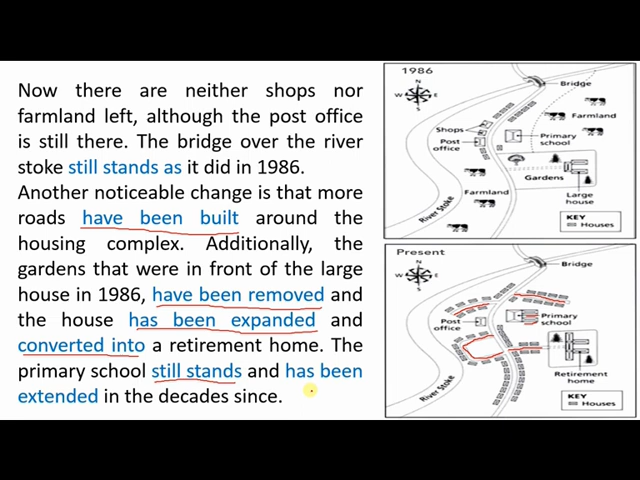 Now there are neither shops nor
farmland left, although the post office
is still there. The bridge over the river
stoke still stands as it did in 1986.
Another noticeable change is that more
roads have been built around the
housing complex. Additionally, the
gardens that were in front of the large
house in 1986, have been removed and
the house has been expanded and
converted into a retirement home. The
primary school still stands and has been
extended in the decades since.
1986
N
W
E
S
Bridge
Farmland
Shops
Post
office
Primary
school
Gardens
Large
house
Farmland
River Stoke
KEY
Houses
Present
N
W
E
S
Bridge
Post
office
Primary
school
Retirement
home
River Stoke
KEY
Houses